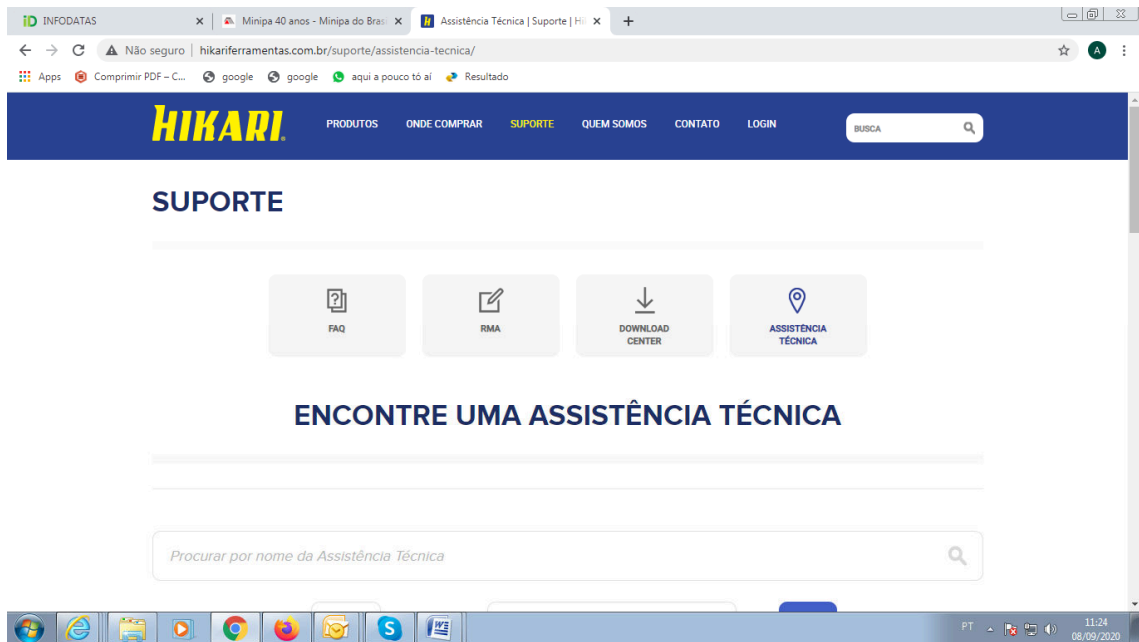 iD INFODATAS
Minipa 40 anos - Minipa do Bras
Assistência Técnica | Suporte | Hi
Não seguro | hikariferramentas.com.br/suporte/assistencia-tecnica/
A
Apps
Comprimir PDF – C...
google
google
aqui a pouco tó aí
Resultado
HIKARI
PRODUTOS
ONDE COMPRAR
SUPORTE
QUEM SOMOS
CONTATO
LOGIN
BUSCA
SUPORTE
FAQ
RMA
DOWNLOAD
CENTER
ASSISTÊNCIA
TÉCNICA
ENCONTRE UMA ASSISTÊNCIA TÉCNICA
Procurar por nome da Assistência Técnica
PT
11:24
08/09/2020